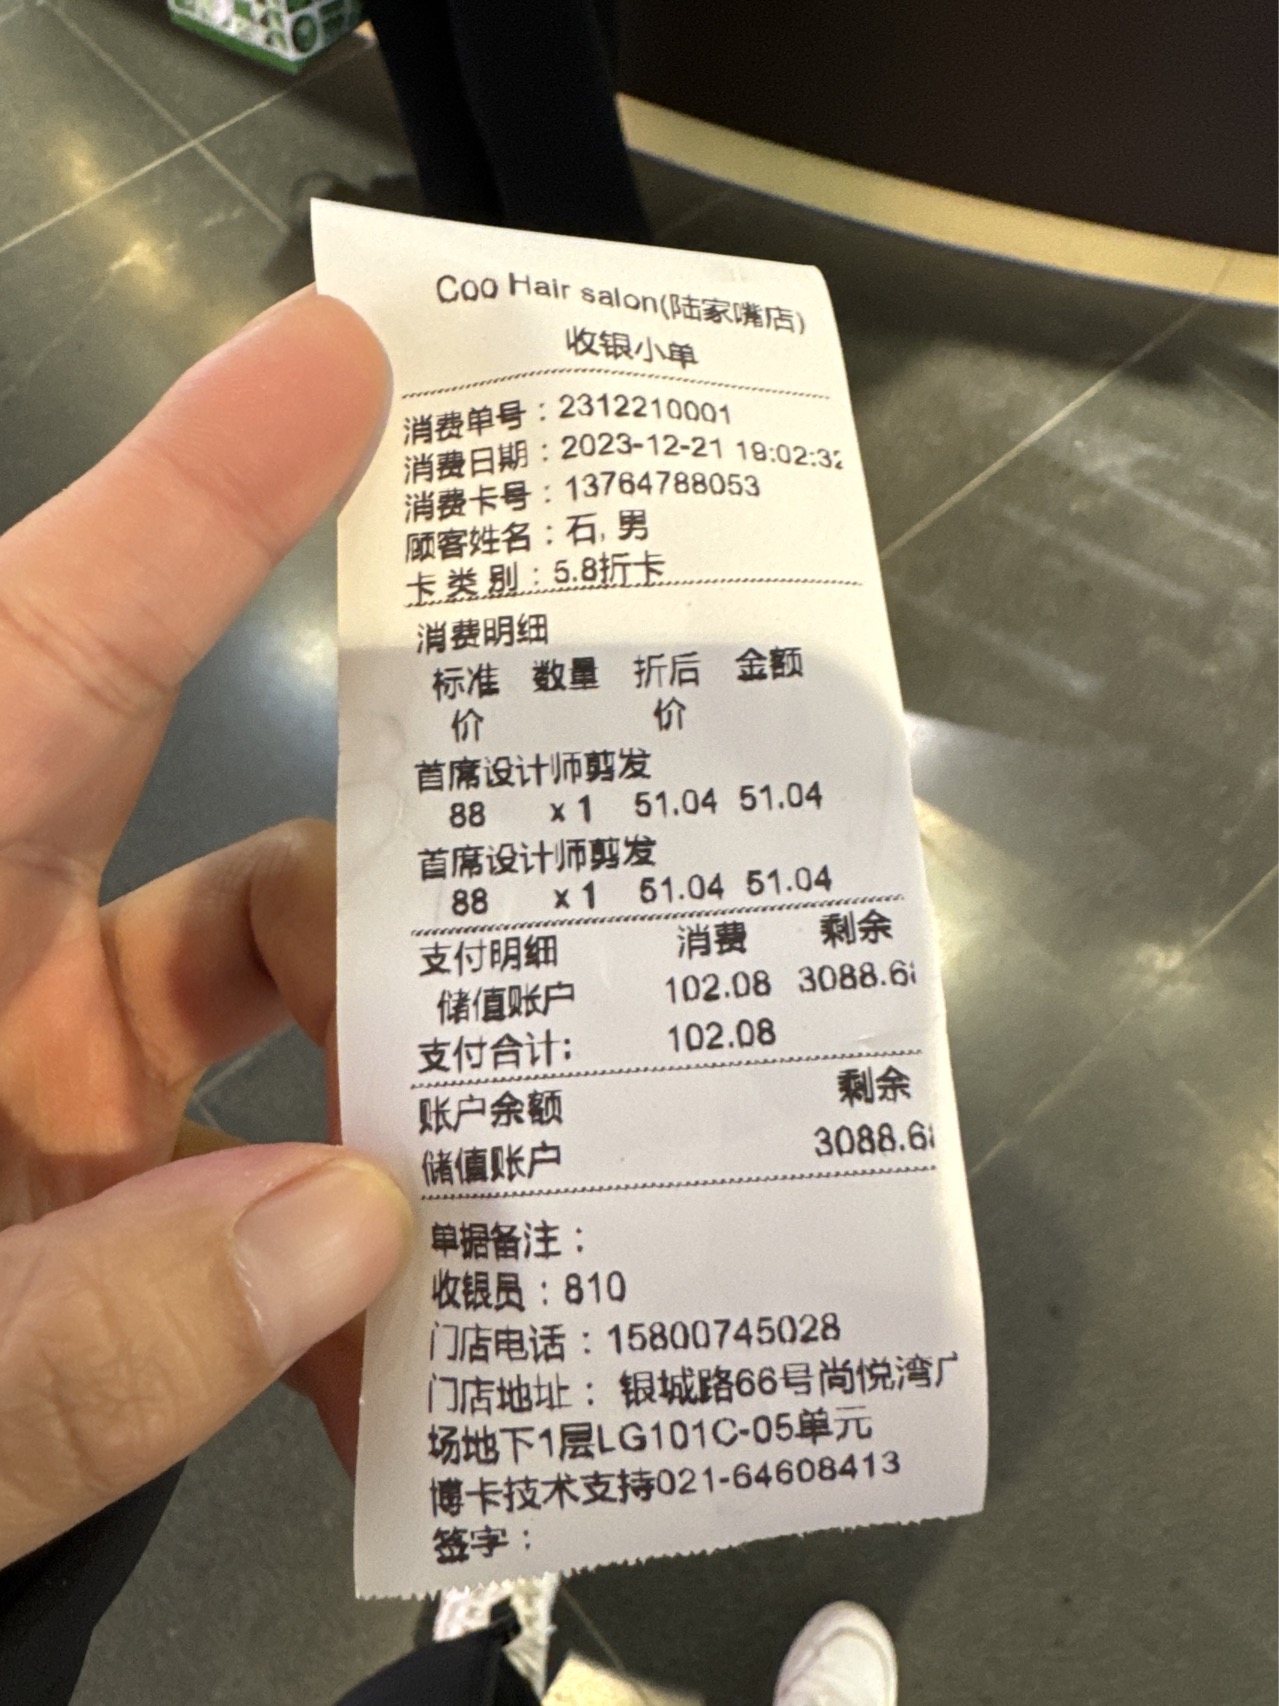 Coo Hair salon(陆家嘴店)
收银小单
消费单号：2312210001
消费日期：2023-12-21 19:02:32
消费卡号：13764788053
顾客姓名：石, 男
卡 类 别：5.8折卡
消费明细
标准价 数量 折后价 金额
首席设计师剪发
88 x 1 51.04 51.04
首席设计师剪发
88 x 1 51.04 51.04
支付明细 消费 剩余
储值账户 102.08 3088.6
支付合计: 102.08
账户余额 剩余
储值账户 3088.6
单据备注：
收银员：810
门店电话：15800745028
门店地址： 银城路66号尚悦湾广
场地下1层LG101C-05单元
博卡技术支持021-64608413
签字：